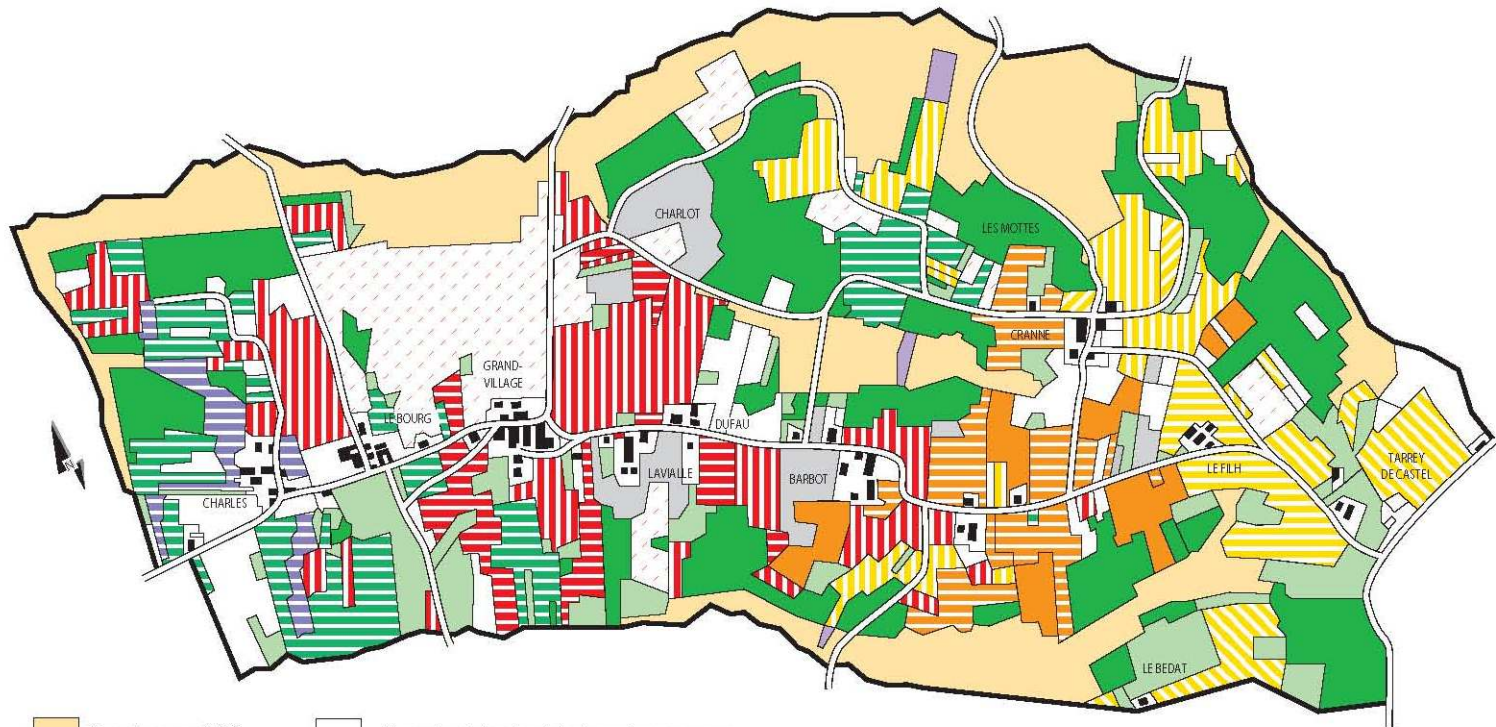 CHARLOT
LES MOTTES
CRANNE
GRAND-
VILLAGE
LE BOURG
DUFAU
LAVIALLE
BARBOT
LE FILH
TARREY
DE CASTEL
CHARLES
LE BEDAT
N